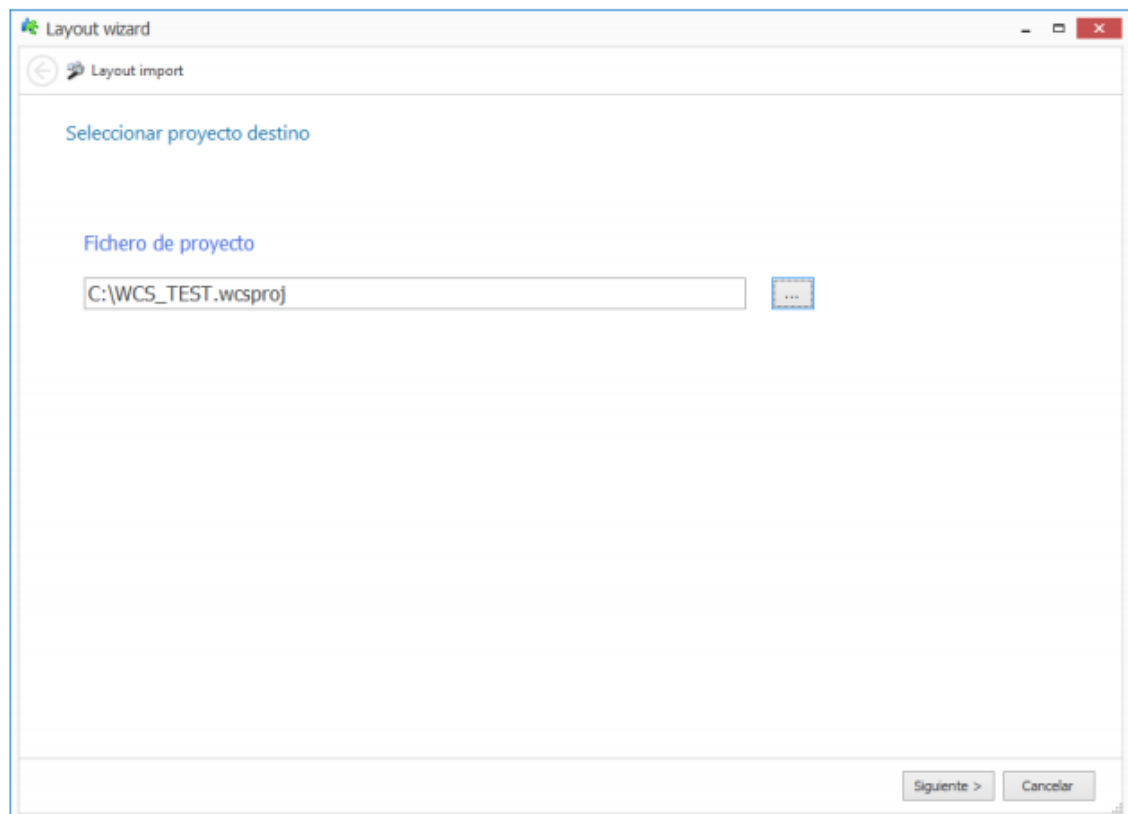 Layout wizard
Layout import
Seleccionar proyecto destino
Fichero de proyecto
C:\WCS_TEST.wcsproj
...
Siguiente >
Cancelar